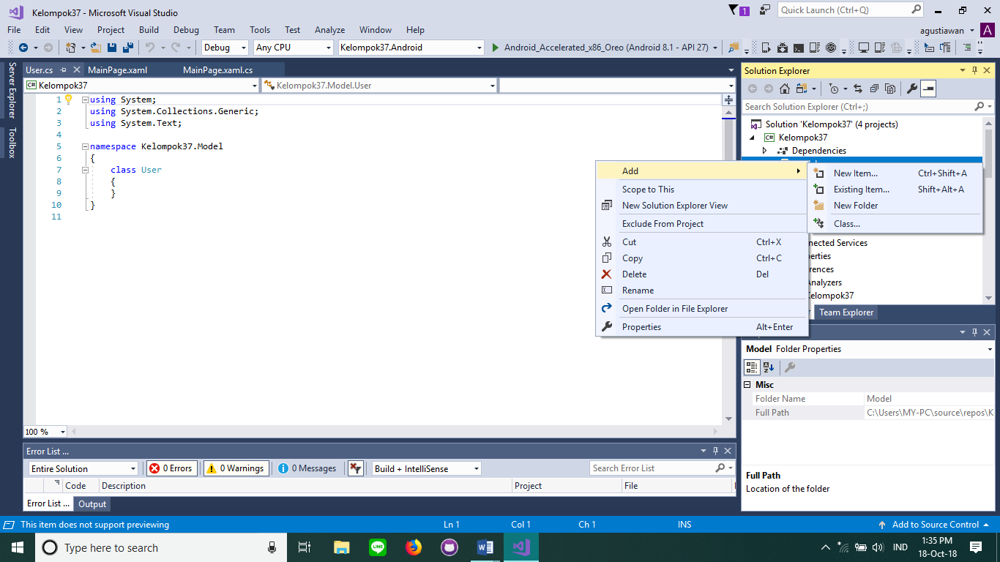 Kelompok37 - Microsoft Visual Studio
1
Quick Launch (Ctrl+Q)
File Edit View Project Build Debug Team Tools Test Analyze Window Help
agustiawan
A
Debug Any CPU Kelompok37.Android Android_Accelerated_x86_Oreo (Android 8.1 - API 27)
Server Explorer
Toolbox
User.cs MainPage.xaml MainPage.xaml.cs
C# Kelompok37 Kelompok37.Model.User
1 using System;
2 using System.Collections.Generic;
3 using System.Text;
4
5 namespace Kelompok37.Model
6 {
7 class User
8 {
9 }
10 }
11
100 %
Solution Explorer
Search Solution Explorer (Ctrl+;)
Solution 'Kelompok37' (4 projects)
C# Kelompok37
Dependencies
Add
Scope to This
New Solution Explorer View
Exclude From Project
Cut Ctrl+X
Copy Ctrl+C
Delete Del
Rename
Open Folder in File Explorer
Properties Alt+Enter
New Item... Ctrl+Shift+A
Existing Item... Shift+Alt+A
New Folder
Class...
nnected Services
erties
rences
Analyzers
Kelompok37
Team Explorer
Model Folder Properties
Misc
Folder Name Model
Full Path C:\Users\MY-PC\source\repos\K
Full Path
Location of the folder
Error List ...
Entire Solution 0 Errors 0 Warnings 0 Messages Build + IntelliSense Search Error List
Code Description Project File
Error List ... Output
This item does not support previewing Ln 1 Col 1 Ch 1 INS Add to Source Control
Type here to search
LINE
IND
1:35 PM
18-Oct-18